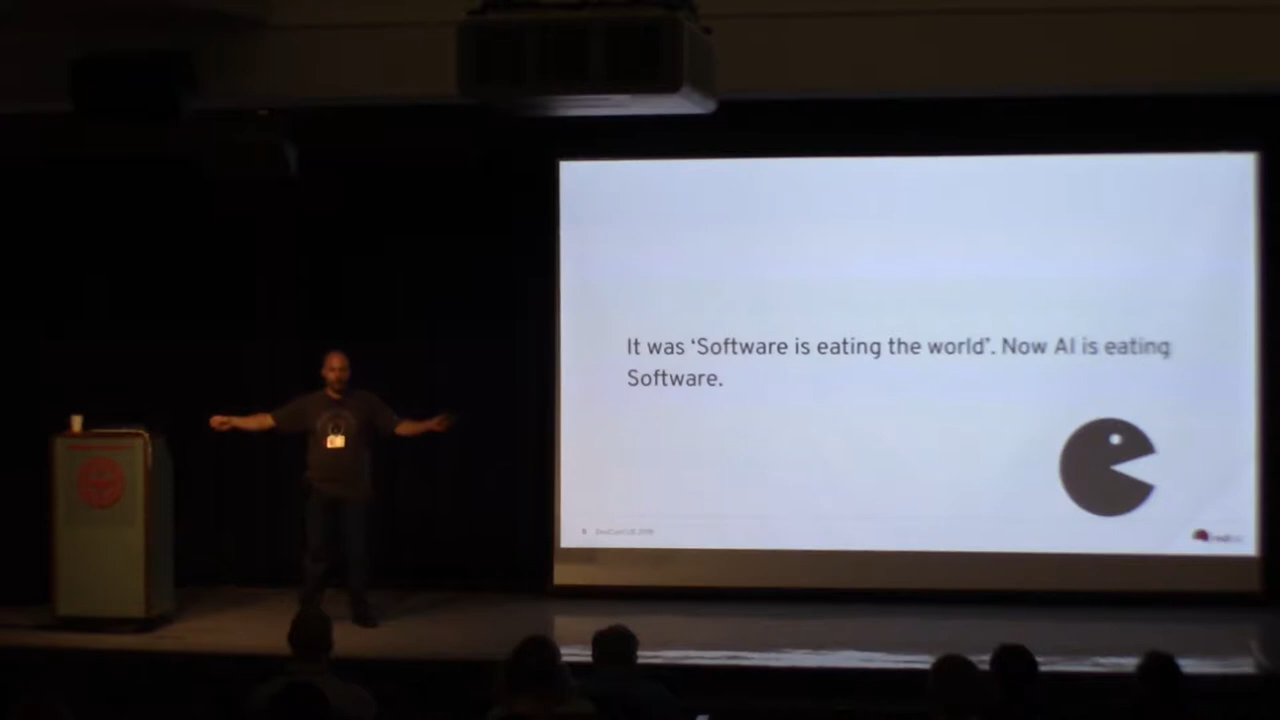 It was ‘Software is eating the world’. Now AI is eating
Software.